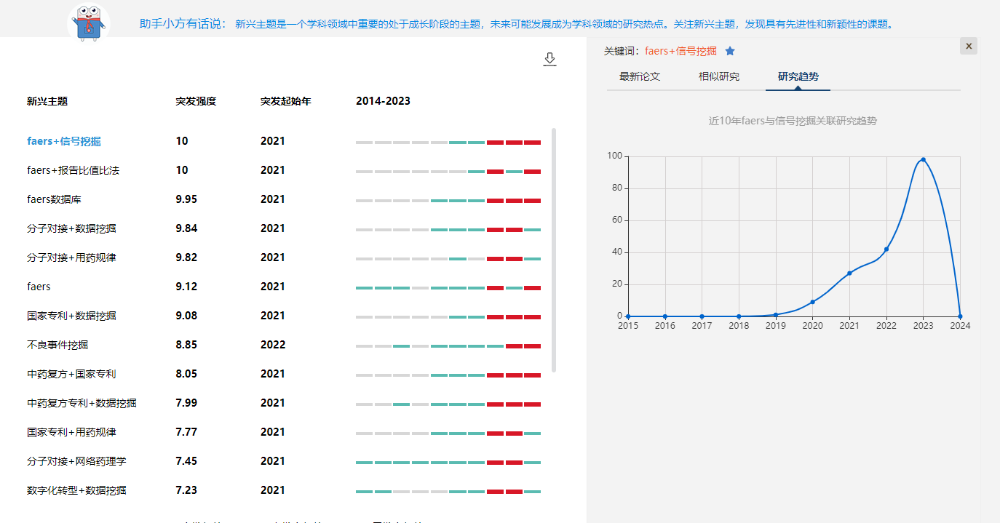 助手小方有话说： 新兴主题是一个学科领域中重要的处于成长阶段的主题，未来可能发展成为学科领域的研究热点。关注新兴主题，发现具有先进性和新颖性的课题。
新兴主题 突发强度 突发起始年 2014-2023
faers+信号挖掘 10 2021
faers+报告比值比法 10 2021
faers数据库 9.95 2021
分子对接+数据挖掘 9.84 2021
分子对接+用药规律 9.82 2021
faers 9.12 2021
国家专利+数据挖掘 9.08 2021
不良事件挖掘 8.85 2022
中药复方+国家专利 8.05 2021
中药复方专利+数据挖掘 7.99 2021
国家专利+用药规律 7.77 2021
分子对接+网络药理学 7.45 2021
数字化转型+数据挖掘 7.23 2021
关键词：faers+信号挖掘
x
最新论文 相似研究 研究趋势
近10年faers与信号挖掘关联研究趋势
100
80
60
40
20
0
2015 2016 2017 2018 2019 2020 2021 2022 2023 2024